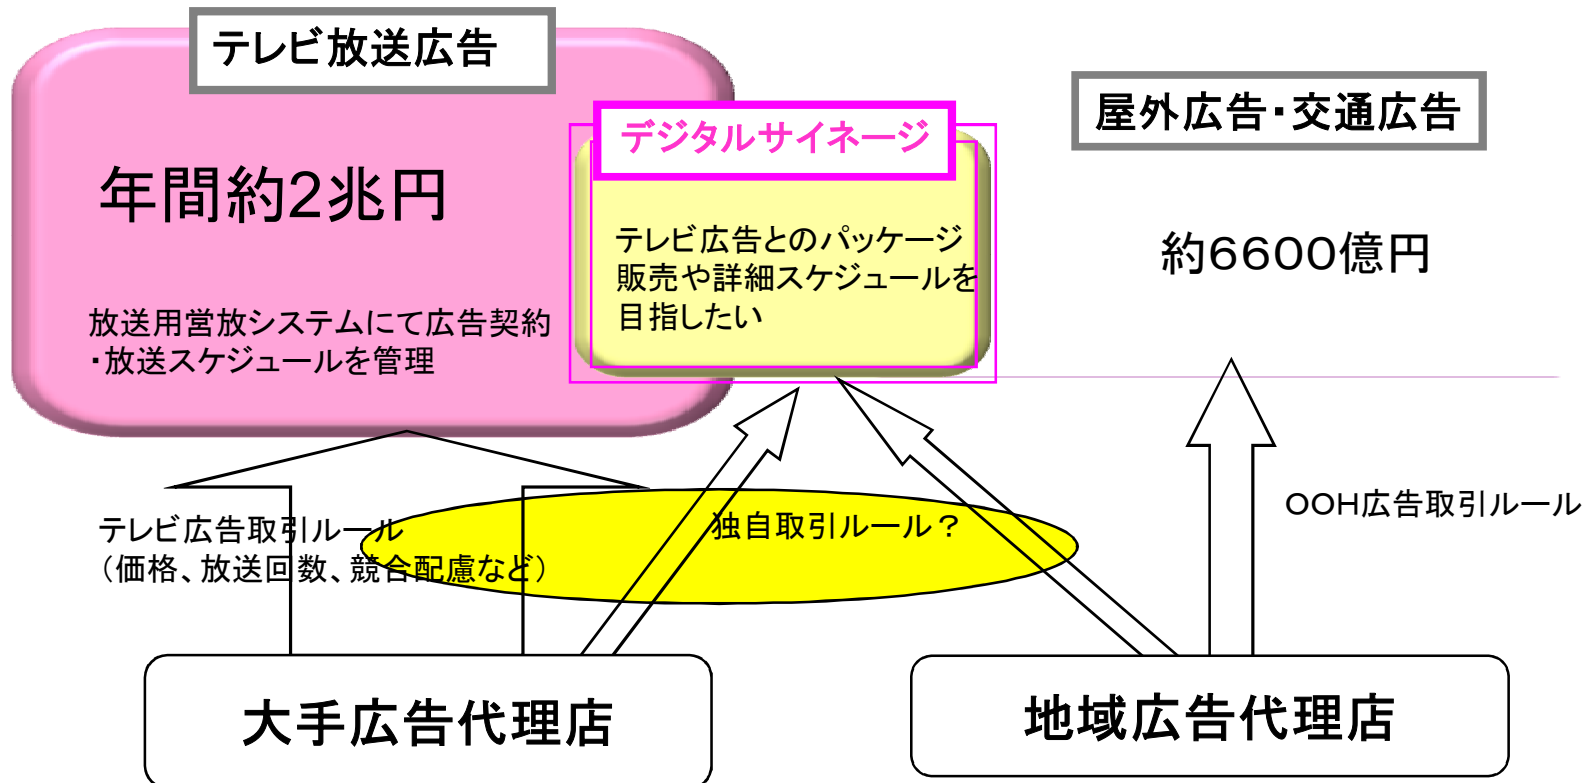 テレビ放送広告
年間約2兆円
放送用営放システムにて広告契約
・放送スケジュールを管理
デジタルサイネージ
テレビ広告とのパッケージ
販売や詳細スケジュールを
目指したい
屋外広告・交通広告
約6600億円
テレビ広告取引ルール
（価格、放送回数、競合配慮など）
独自取引ルール？
OOH広告取引ルール
大手広告代理店
地域広告代理店